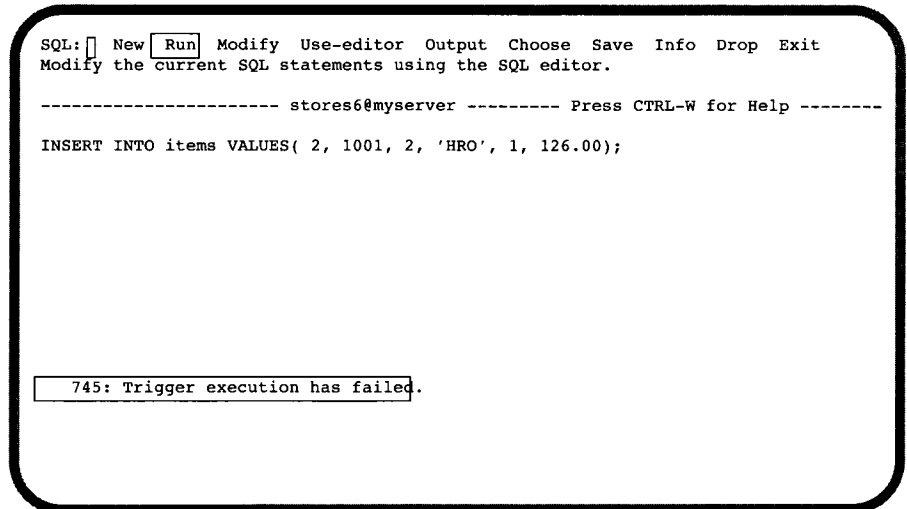 SQL: New Run Modify Use-editor Output Choose Save Info Drop Exit
Modify the current SQL statements using the SQL editor.
----------------------- stores6@myserver --------- Press CTRL-W for Help --------
INSERT INTO items VALUES( 2, 1001, 2, 'HRO', 1, 126.00);
745: Trigger execution has failed.